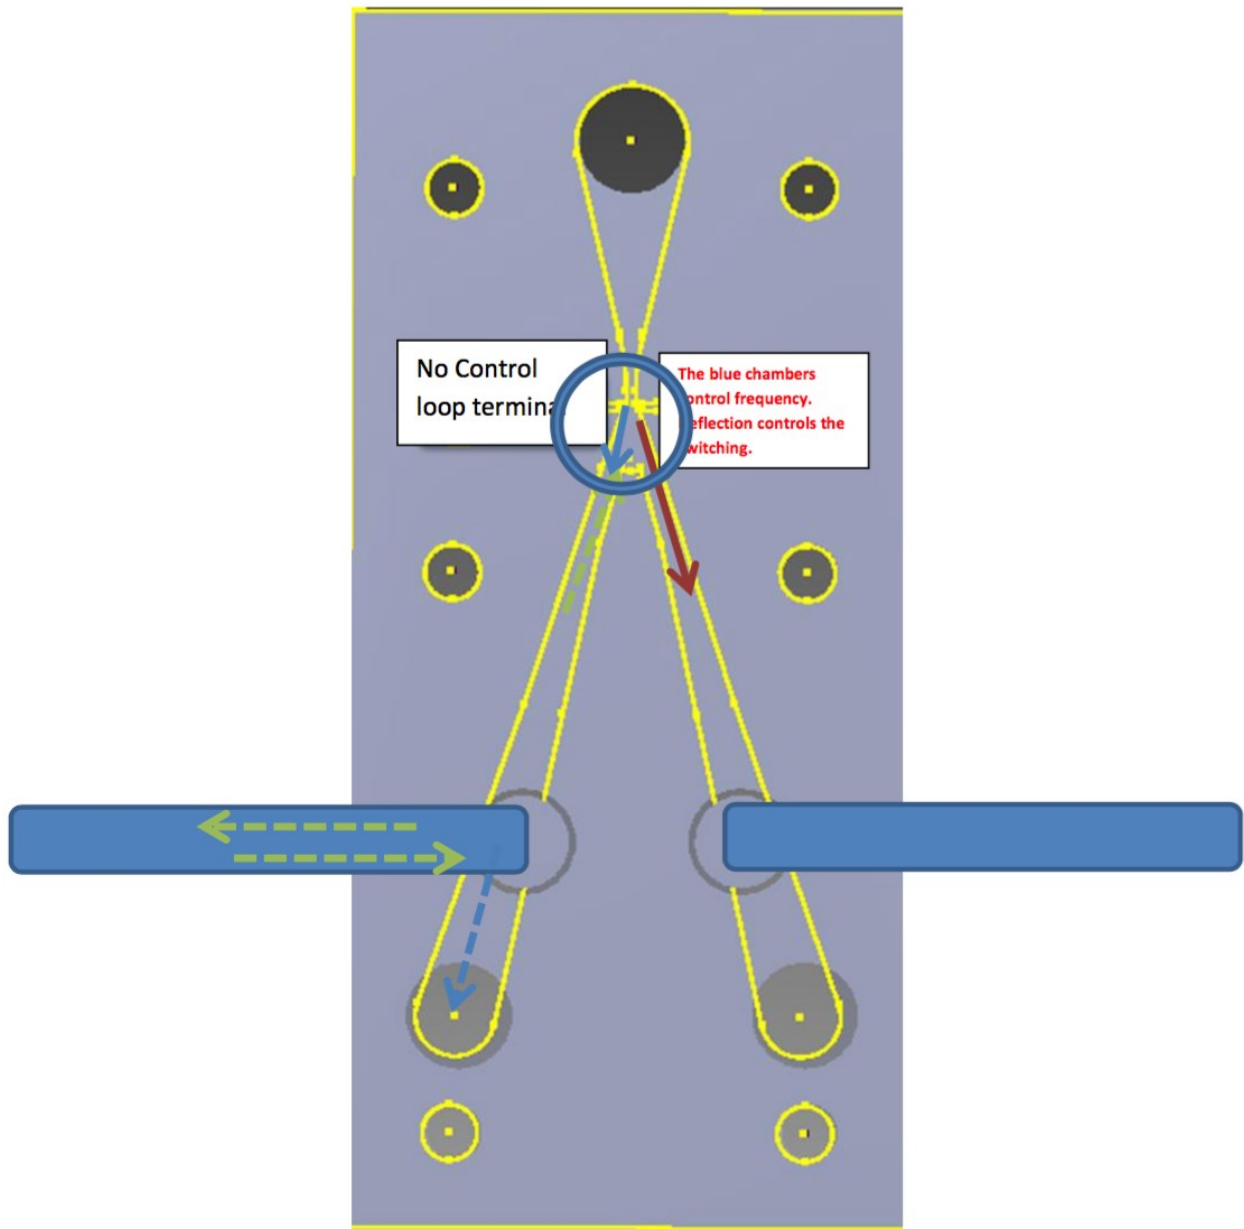 No Control
loop termina
The blue chambers
ontrol frequency.
eflection controls the
witching.